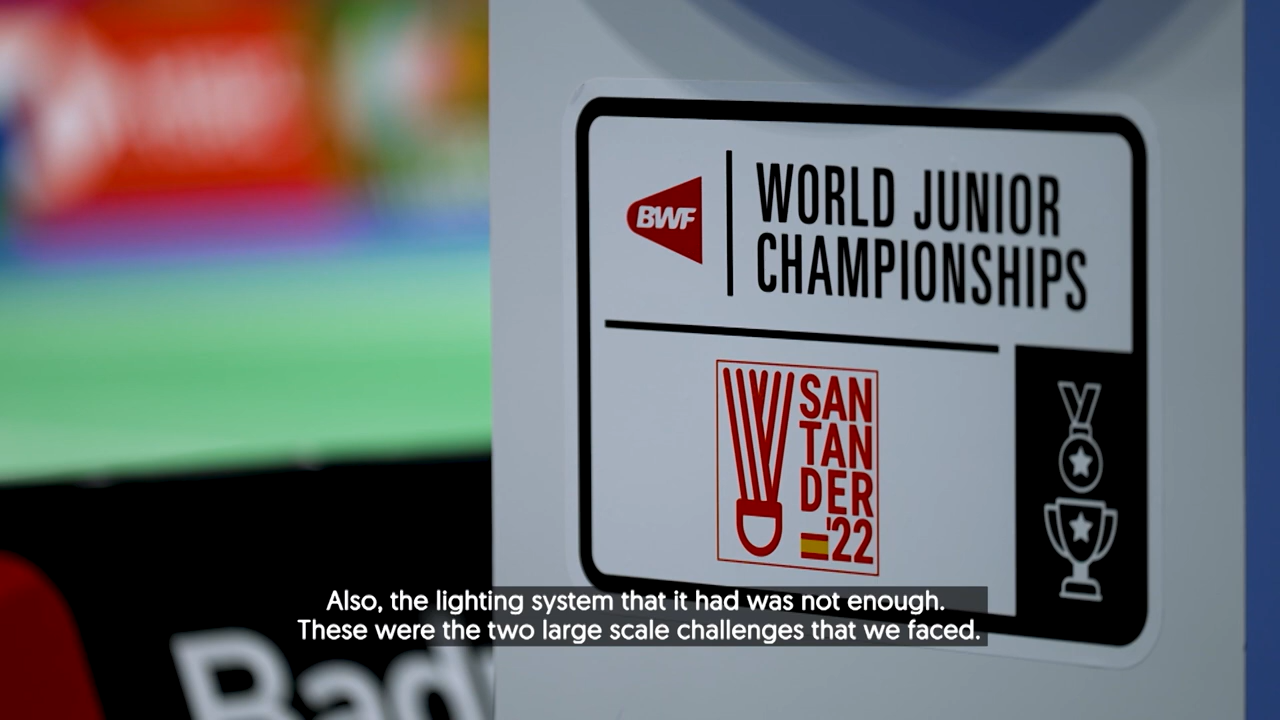 BWF
WORLD JUNIOR
CHAMPIONSHIPS
SAN
TAN
DER
'22
Also, the lighting system that it had was not enough.
These were the two large scale challenges that we faced.